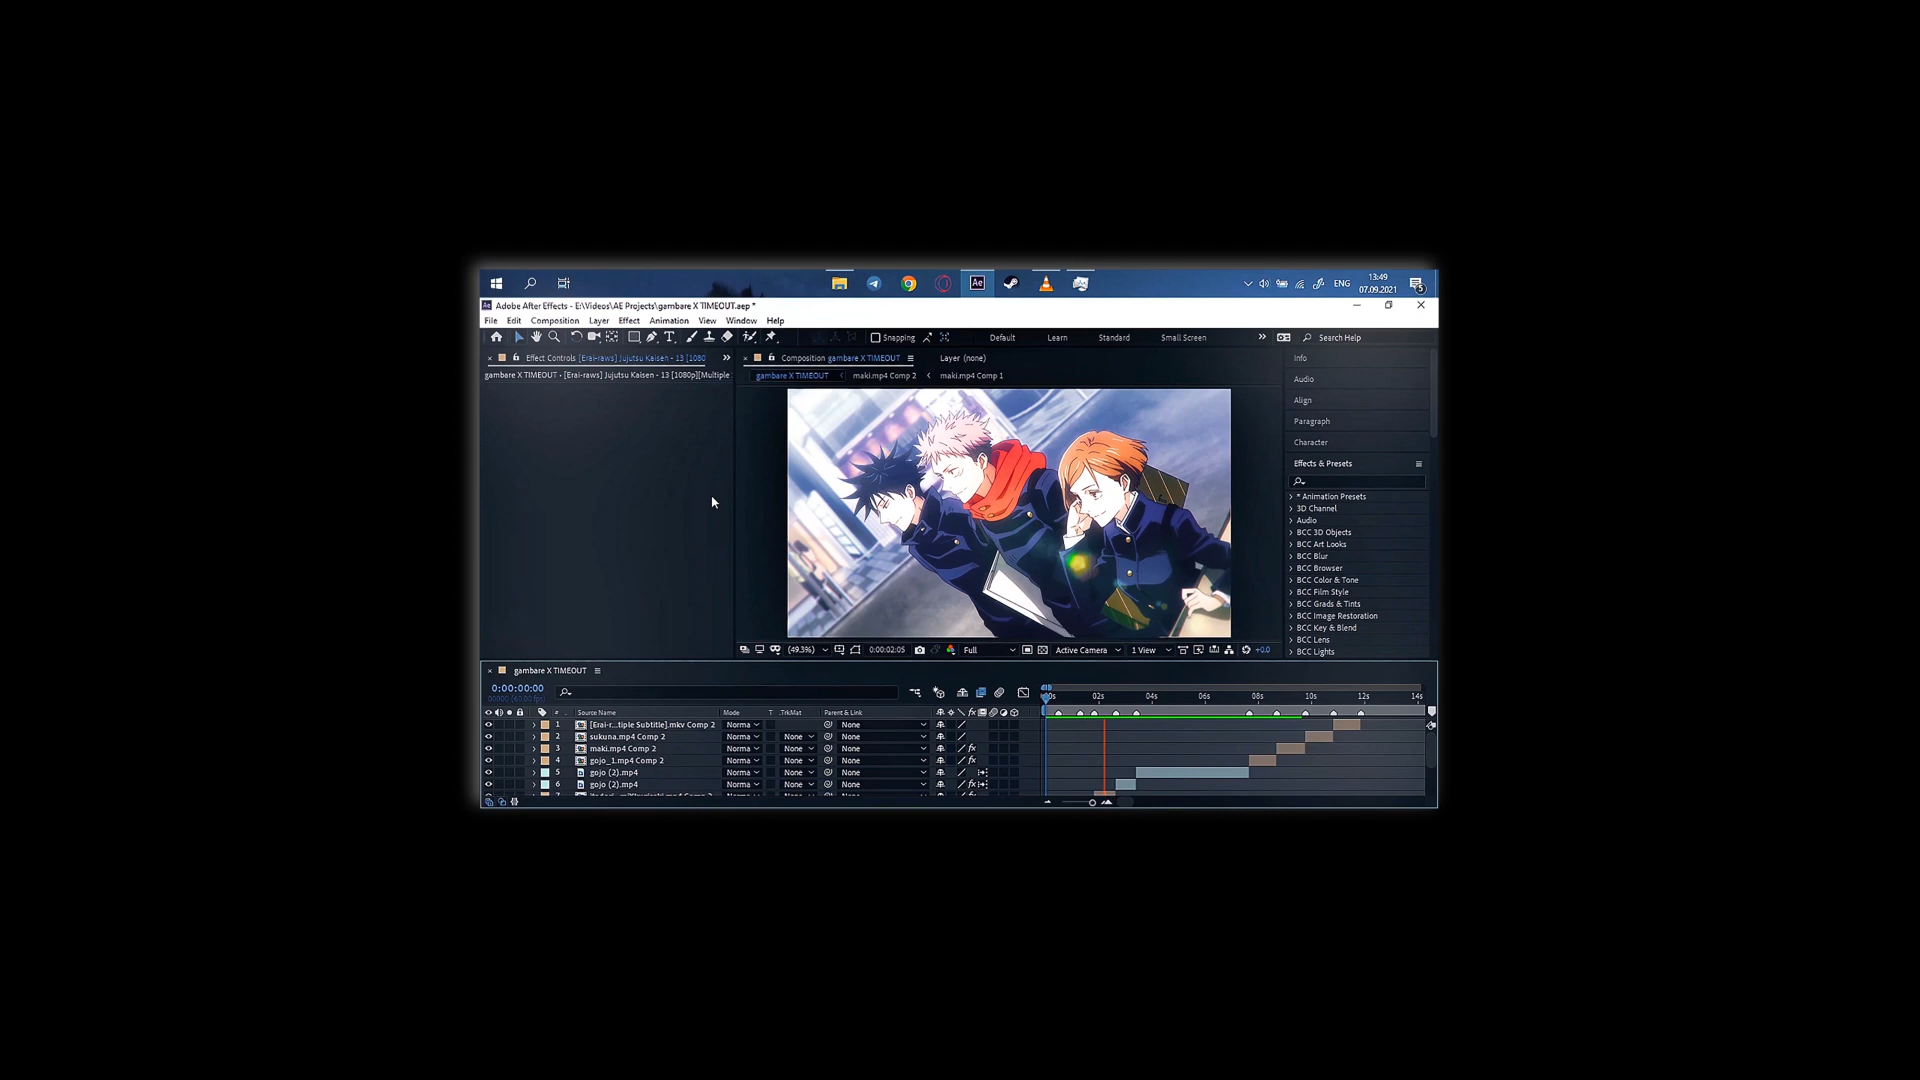 Ae
ENG
13:49
07.09.2021
5
Adobe After Effects - E:\Videos\AE Projects\gambare X TIMEOUT.aep *
File Edit Composition Layer Effect Animation View Window Help
Snapping Default Learn Standard Small Screen Search Help
Effect Controls [Erai-raws] Jujutsu Kaisen - 13 [1080
gambare X TIMEOUT • [Erai-raws] Jujutsu Kaisen - 13 [1080p][Multiple
Composition gambare X TIMEOUT Layer (none)
gambare X TIMEOUT maki.mp4 Comp 2 maki.mp4 Comp 1
Info
Audio
Align
Paragraph
Character
Effects & Presets
* Animation Presets
3D Channel
Audio
BCC 3D Objects
BCC Art Looks
BCC Blur
BCC Browser
BCC Color & Tone
BCC Film Style
BCC Grads & Tints
BCC Image Restoration
BCC Key & Blend
BCC Lens
BCC Lights
(49.3%) 0:00:02:05 Full Active Camera 1 View +0.0
gambare X TIMEOUT
0:00:00:00
00000 (60.00 fps)
02s 04s 06s 08s 10s 12s 14s
# Source Name Mode T .TrkMat Parent & Link
1 [Erai-r...tiple Subtitle].mkv Comp 2 Norma None
2 sukuna.mp4 Comp 2 Norma None None
3 maki.mp4 Comp 2 Norma None None
4 gojo_1.mp4 Comp 2 Norma None None
5 gojo (2).mp4 Norma None None
6 gojo (2).mp4 Norma None None